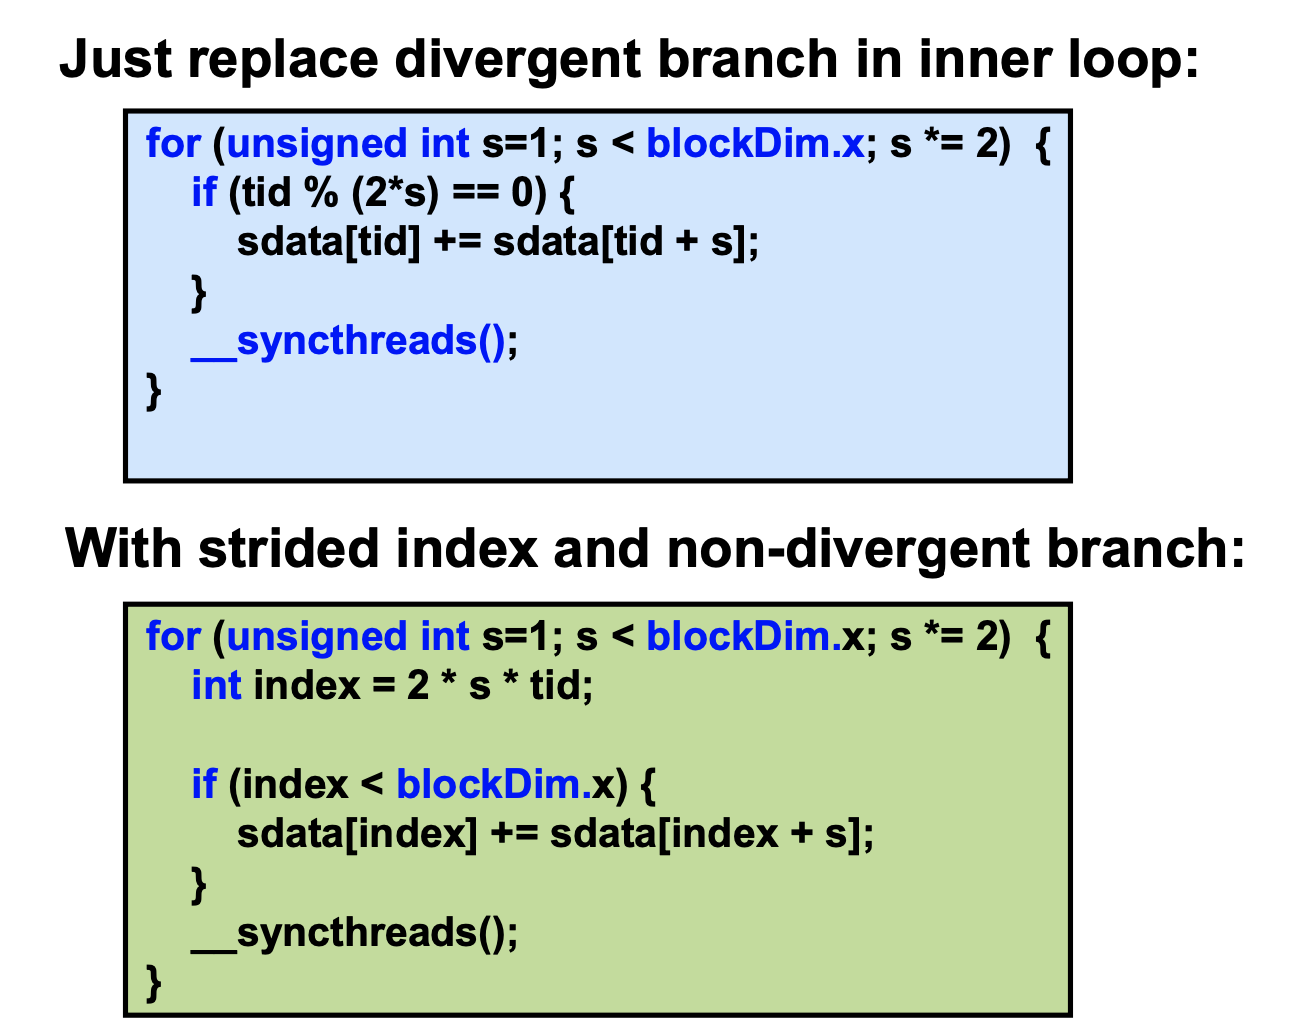 Just replace divergent branch in inner loop:
for (unsigned int s=1; s < blockDim.x; s *= 2) {
if (tid % (2*s) == 0) {
sdata[tid] += sdata[tid + s];
}
__syncthreads();
}
With strided index and non-divergent branch:
for (unsigned int s=1; s < blockDim.x; s *= 2) {
int index = 2 * s * tid;
if (index < blockDim.x) {
sdata[index] += sdata[index + s];
}
__syncthreads();
}